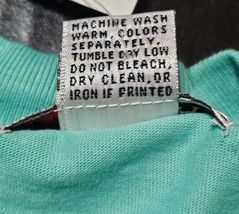 MACHINE WASH
WARM, COLORS
SEPARATELY,
TUMBLE DRY LOW
DO NOT BLEACH,
DRY CLEAN, OR
IRON IF PRINTED